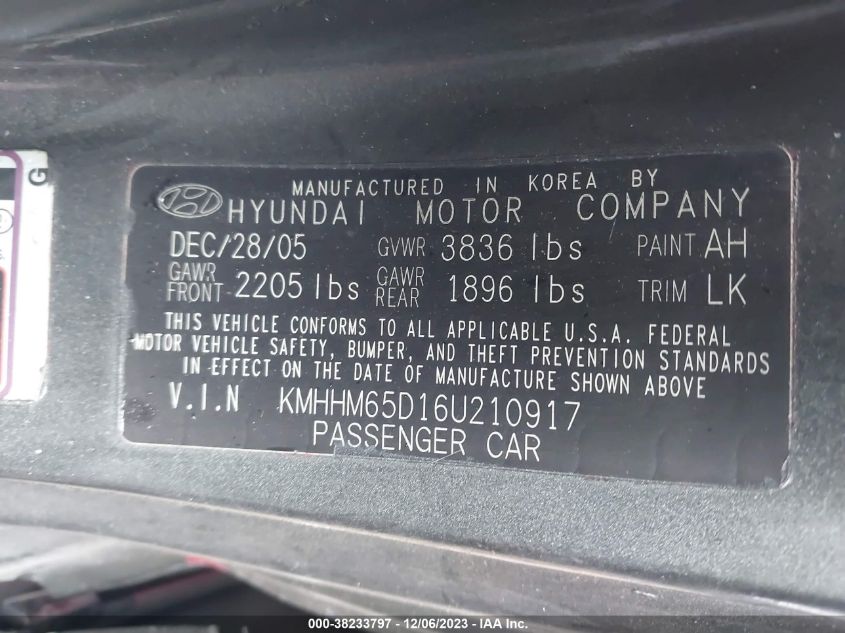 MANUFACTURED IN KOREA BY
HYUNDAI MOTOR COMPANY
DEC/28/05 GVWR 3836 lbs PAINT AH
GAWR FRONT 2205 lbs GAWR REAR 1896 lbs TRIM LK
THIS VEHICLE CONFORMS TO ALL APPLICABLE U.S.A. FEDERAL
MOTOR VEHICLE SAFETY, BUMPER, AND THEFT PREVENTION STANDARDS
IN EFFECT ON THE DATE OF MANUFACTURE SHOWN ABOVE
V.I.N KMHHM65D16U210917
PASSENGER CAR
G
000-38233797 - 12/06/2023 - IAA Inc.